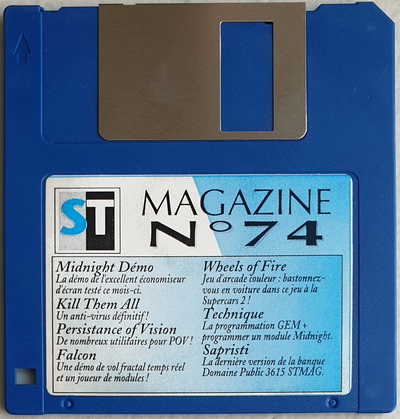 ST
MAGAZINE
N° 74
Midnight Démo
La démo de l'excellent économiseur
d'écran testé ce mois-ci.
Kill Them All
Un anti-virus définitif !
Persistance of Vision
De nombreux utilitaires pour POV !
Falcon
Une démo de vol fractal temps réel
et un joueur de modules !
Wheels of Fire
Jeu d'arcade couleur : bastonnez-
vous en voiture dans ce jeu à la
Supercars 2 !
Technique
La programmation GEM +
programmer un module Midnight.
Sapristi
La dernière version de la banque
Domaine Public 3615 STMAG.